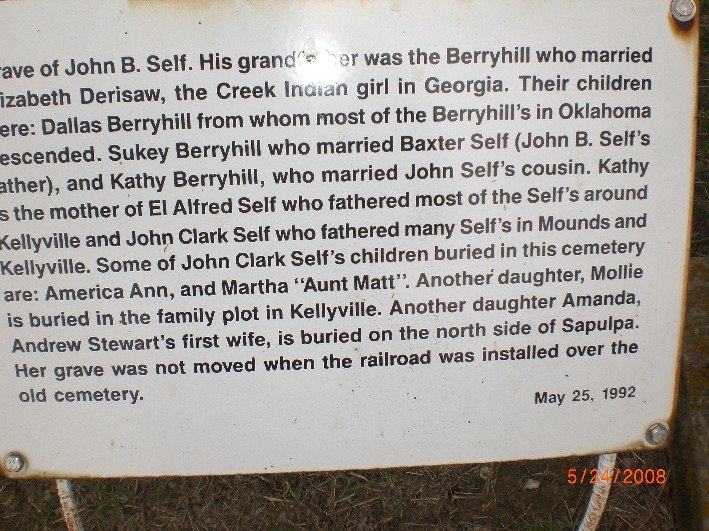 ave of John B. Self. His grandfather was the Berryhill who married
izabeth Derisaw, the Creek Indian girl in Georgia. Their children
ere: Dallas Berryhill from whom most of the Berryhill's in Oklahoma
escended. Sukey Berryhill who married Baxter Self (John B. Self's
ather), and Kathy Berryhill, who married John Self's cousin. Kathy
s the mother of El Alfred Self who fathered most of the Self's around
Kellyville and John Clark Self who fathered many Self's in Mounds and
Kellyville. Some of John Clark Self's children buried in this cemetery
are: America Ann, and Martha "Aunt Matt". Another daughter, Mollie
is buried in the family plot in Kellyville. Another daughter Amanda,
Andrew Stewart's first wife, is buried on the north side of Sapulpa.
Her grave was not moved when the railroad was installed over the
old cemetery.
May 25, 1992
5/24/2008